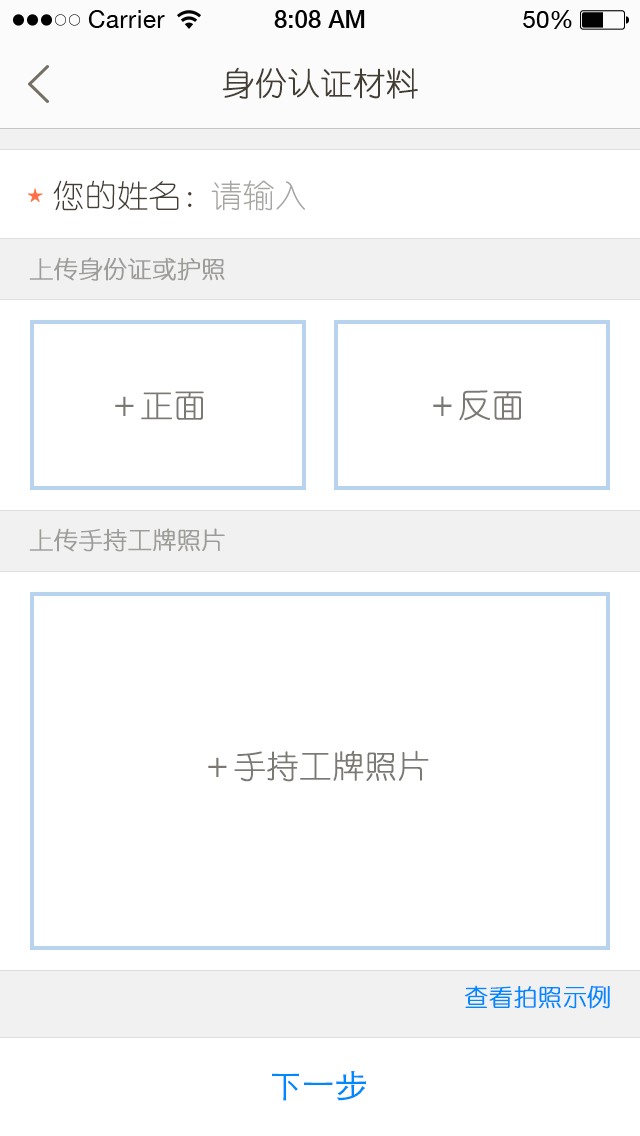 Carrier 8:08 AM 50%
身份认证材料
★ 您的姓名：请输入
上传身份证或护照
+正面 +反面
上传手持工牌照片
+手持工牌照片
查看拍照示例
下一步